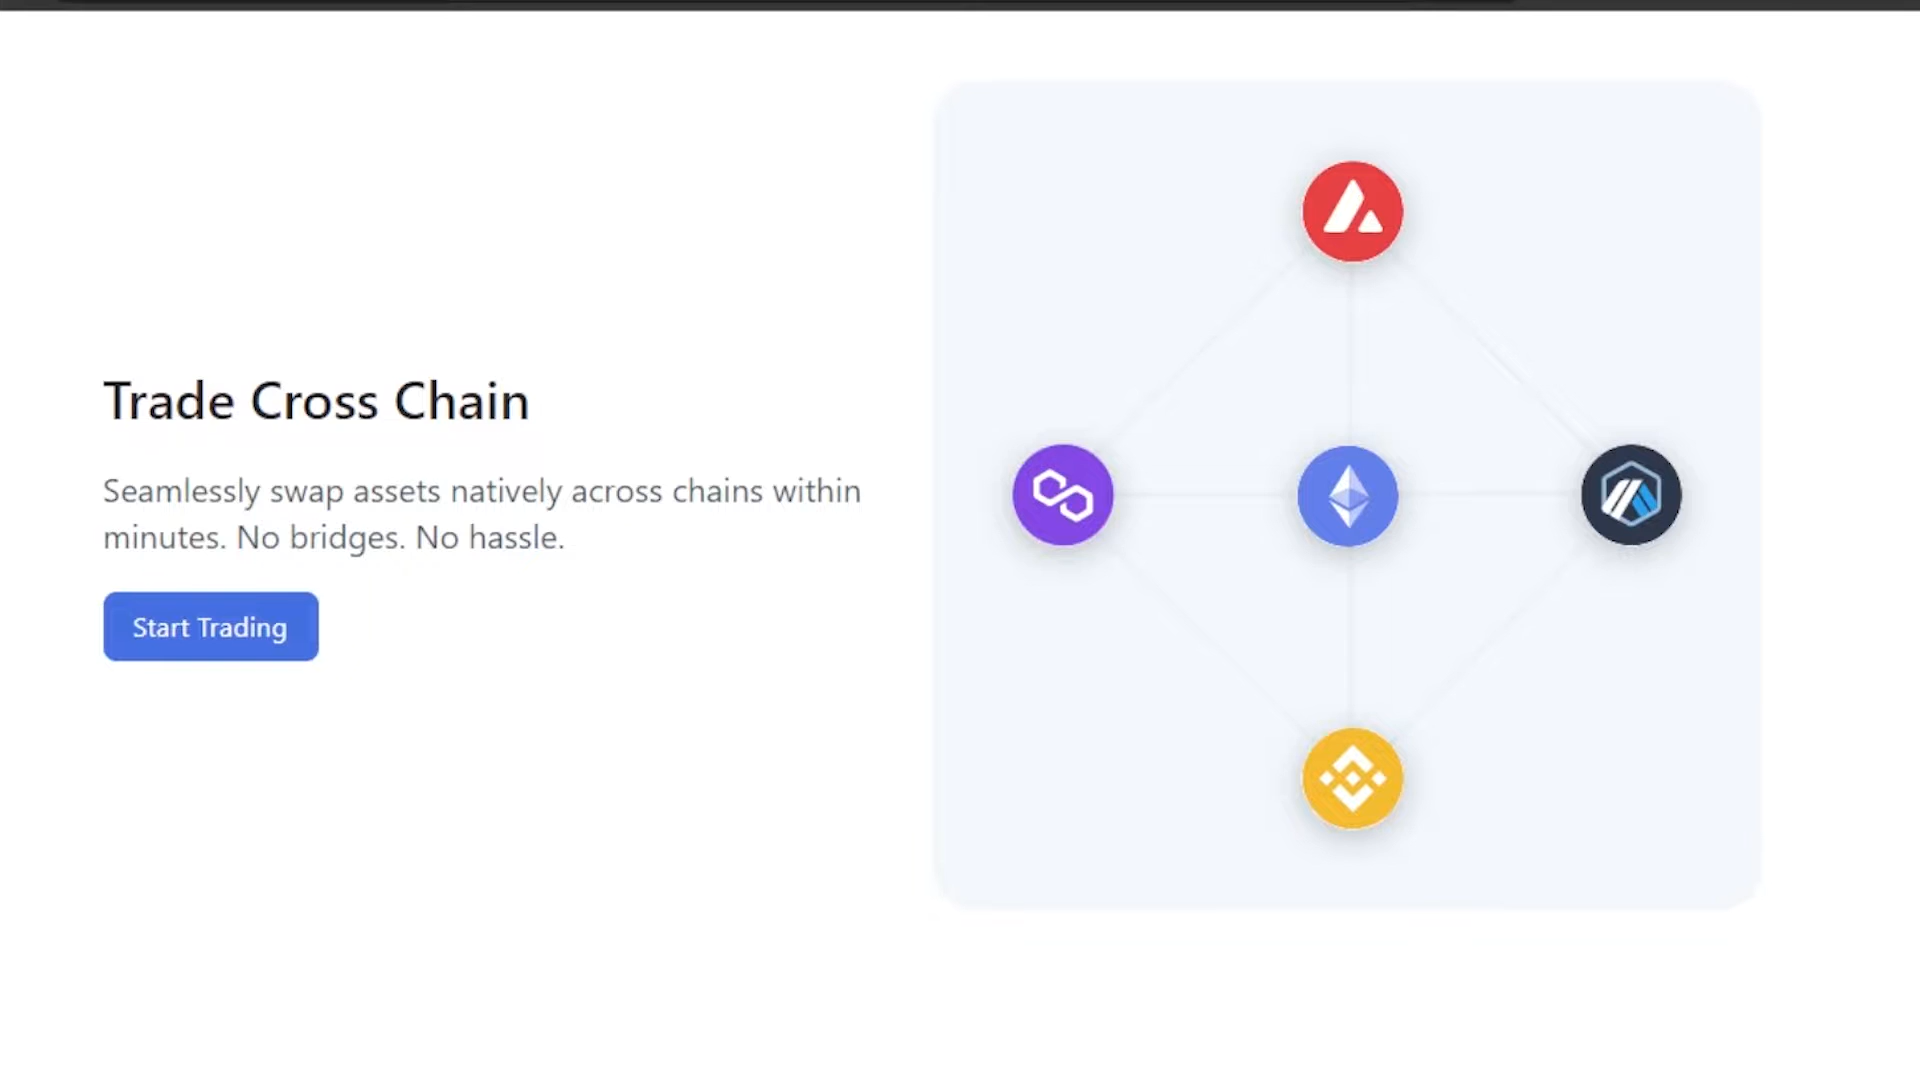 Trade Cross Chain
Seamlessly swap assets natively across chains within
minutes. No bridges. No hassle.
Start Trading